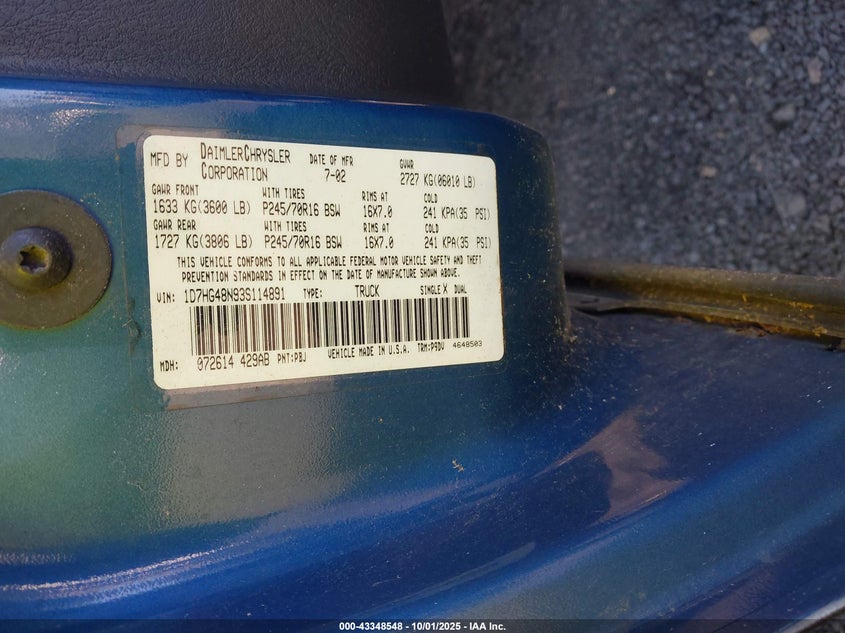 MFD BY DAIMLERCHRYSLER CORPORATION DATE OF MFR 7-02 GVWR 2727 KG(06010 LB)
GAWR FRONT WITH TIRES RIMS AT COLD
1633 KG(3600 LB) P245/70R16 BSW 16X7.0 241 KPA(35 PSI)
GAWR REAR WITH TIRES RIMS AT COLD
1727 KG(3806 LB) P245/70R16 BSW 16X7.0 241 KPA(35 PSI)
THIS VEHICLE CONFORMS TO ALL APPLICABLE FEDERAL MOTOR VEHICLE SAFETY AND THEFT
PREVENTION STANDARDS IN EFFECT ON THE DATE OF MANUFACTURE SHOWN ABOVE.
VIN: 1D7HG48N93S114891 TYPE: TRUCK SINGLE X DUAL
MDH: 072614 429AB PNT:PBJ VEHICLE MADE IN U.S.A. TRM:P9DV 4648503
000-43348548 - 10/01/2025 - IAA Inc.